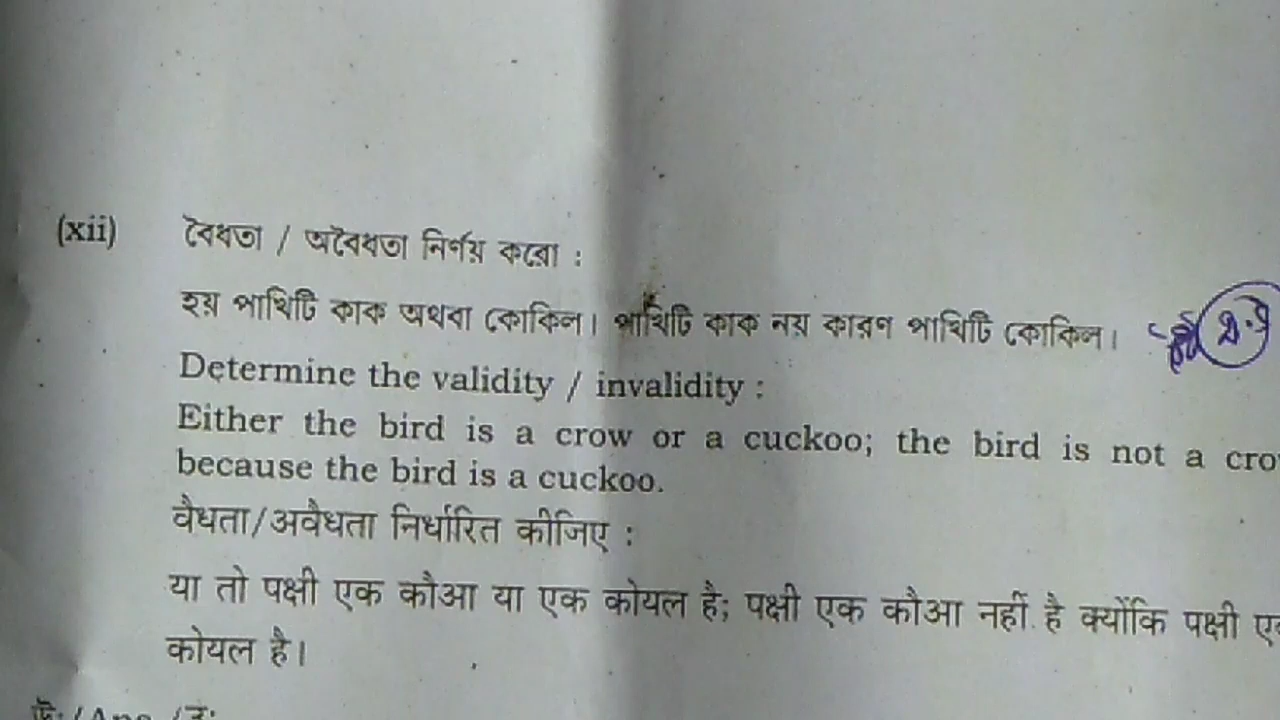 (xii) বৈধতা / অবৈধতা নির্ণয় করো :
হয় পাখিটি কাক অথবা কোকিল। পাখিটি কাক নয় কারণ পাখিটি কোকিল।
Determine the validity / invalidity :
Either the bird is a crow or a cuckoo; the bird is not a cro
because the bird is a cuckoo.
वैधता/अवैधता निर्धारित कीजिए :
या तो पक्षी एक कौआ या एक कोयल है; पक्षी एक कौआ नहीं है क्योंकि पक्षी ए
कोयल है।